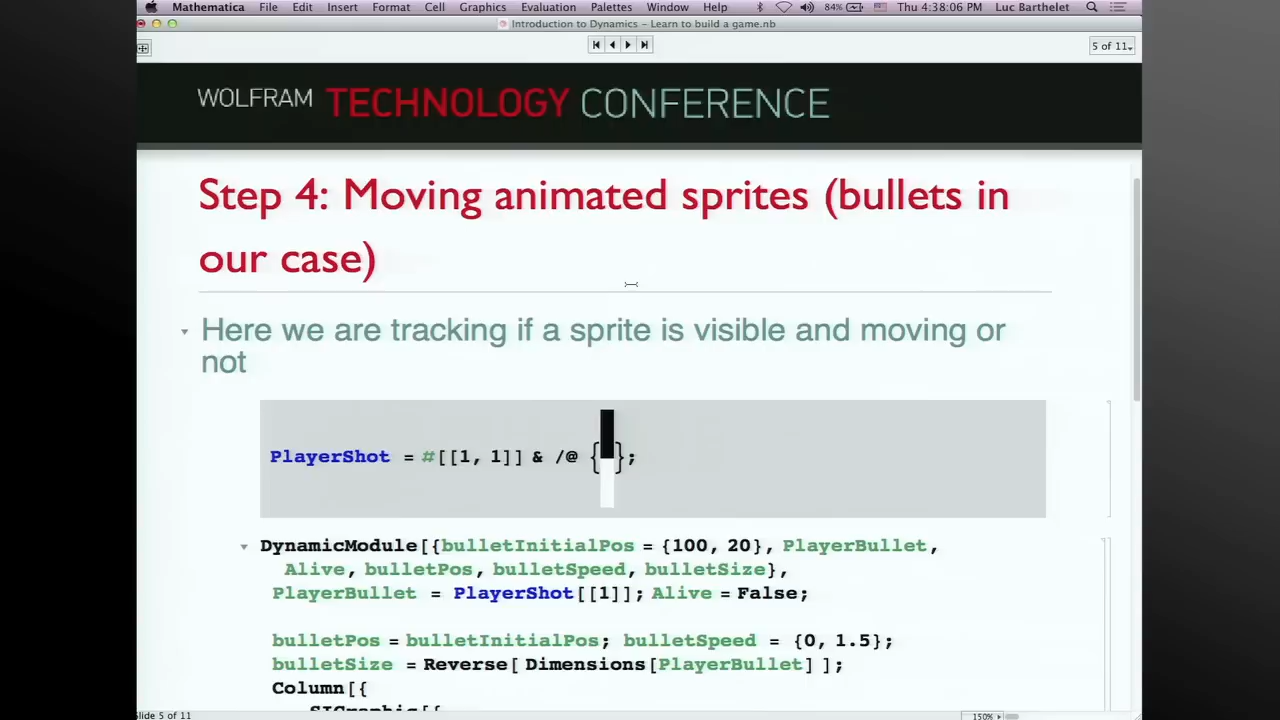 Mathematica File Edit Insert Format Cell Graphics Evaluation Palettes Window Help 84% Thu 4:38:06 PM Luc Barthelet
Introduction to Dynamics – Learn to build a game.nb
5 of 11
WOLFRAM TECHNOLOGY CONFERENCE
Step 4: Moving animated sprites (bullets in
our case)
Here we are tracking if a sprite is visible and moving or
not
PlayerShot = #[[1, 1]] & /@ { };
DynamicModule[{bulletInitialPos = {100, 20}, PlayerBullet,
Alive, bulletPos, bulletSpeed, bulletSize},
PlayerBullet = PlayerShot[[1]]; Alive = False;
bulletPos = bulletInitialPos; bulletSpeed = {0, 1.5};
bulletSize = Reverse[ Dimensions[PlayerBullet] ];
Column[{
SIGraphic[{
Slide 5 of 11 150%